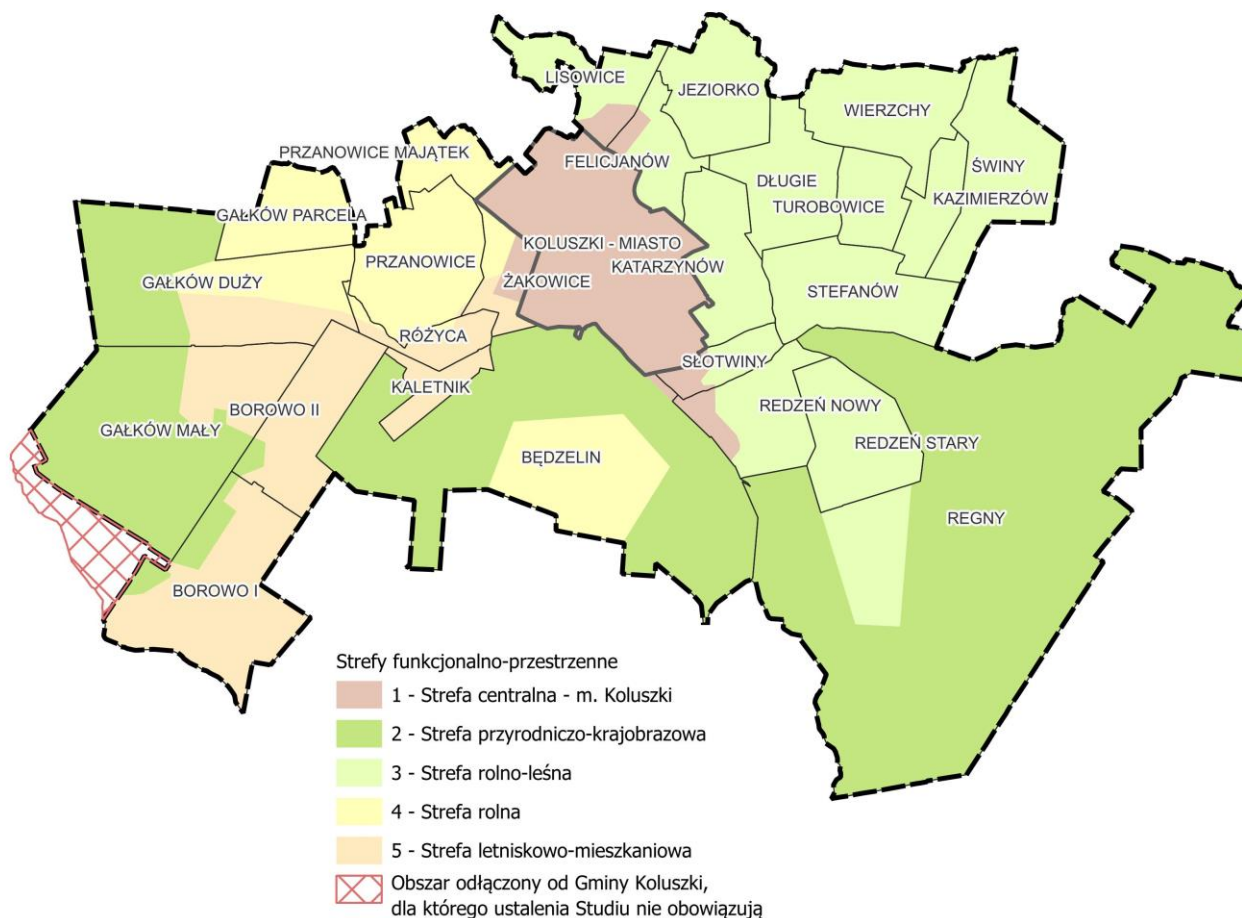 LISOWICE
JEZIORKO
WIERZCHY
PRZANOWICE MAJĄTEK
FELICJANÓW
DŁUGIE
ŚWINY
TUROBOWICE
KAZIMIERZÓW
GAŁKÓW PARCELA
KOLUSZKI - MIASTO
PRZANOWICE
KATARZYNÓW
GAŁKÓW DUŻY
ŻAKOWICE
STEFANÓW
RÓŻYCA
SŁOTWINY
KALETNIK
BOROWO II
REDZEŃ NOWY
GAŁKÓW MAŁY
REDZEŃ STARY
BĘDZELIN
REGNY
BOROWO I
Strefy funkcjonalno-przestrzenne
1 - Strefa centralna - m. Koluszki
2 - Strefa przyrodniczo-krajobrazowa
3 - Strefa rolno-leśna
4 - Strefa rolna
5 - Strefa letniskowo-mieszkaniowa
Obszar odłączony od Gminy Koluszki,
dla którego ustalenia Studiu nie obowiązują